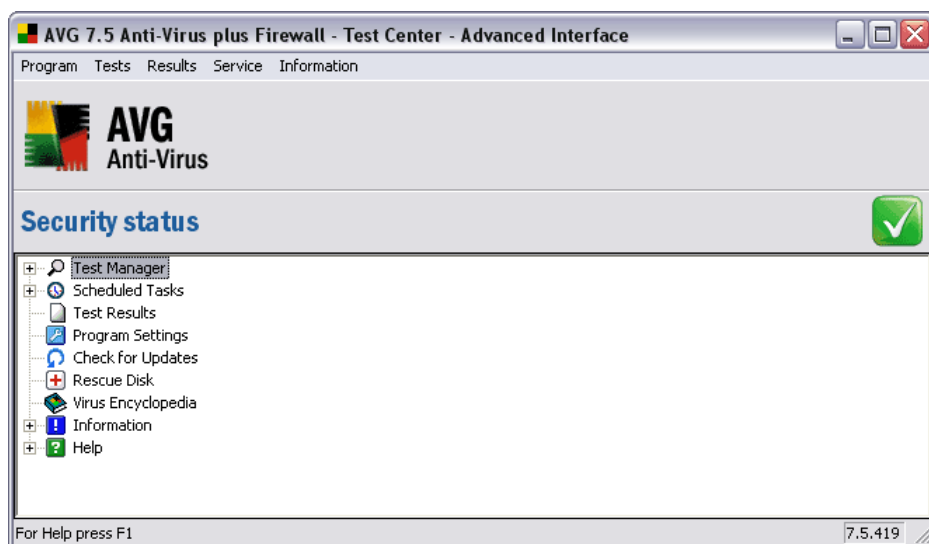 AVG 7.5 Anti-Virus plus Firewall - Test Center - Advanced Interface
Program Tests Results Service Information
AVG
Anti-Virus
Security status
Test Manager
Scheduled Tasks
Test Results
Program Settings
Check for Updates
Rescue Disk
Virus Encyclopedia
Information
Help
For Help press F1 7.5.419